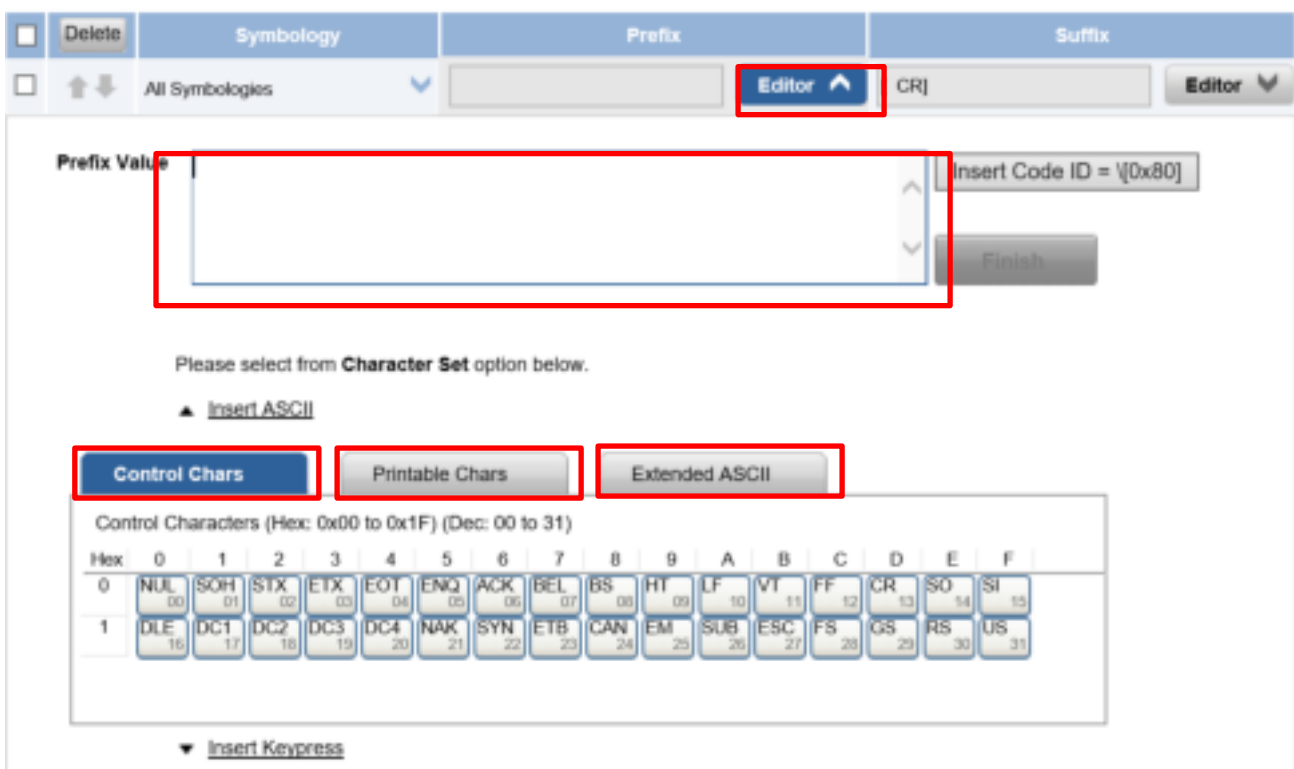 Delete Symbology Prefix Suffix
All Symbologies Editor CR] Editor
Prefix Value Insert Code ID = \[0x80]
Finish
Please select from Character Set option below.
Insert ASCII
Control Chars Printable Chars Extended ASCII
Control Characters (Hex: 0x00 to 0x1F) (Dec: 00 to 31)
Hex 0 1 2 3 4 5 6 7 8 9 A B C D E F
0 NUL 00 SOH 01 STX 02 ETX 03 EOT 04 ENQ 05 ACK 06 BEL 07 BS 08 HT 09 LF 10 VT 11 FF 12 CR 13 SO 14 SI 15
1 DLE 16 DC1 17 DC2 18 DC3 19 DC4 20 NAK 21 SYN 22 ETB 23 CAN 24 EM 25 SUB 26 ESC 27 FS 28 GS 29 RS 30 US 31
Insert Keypress